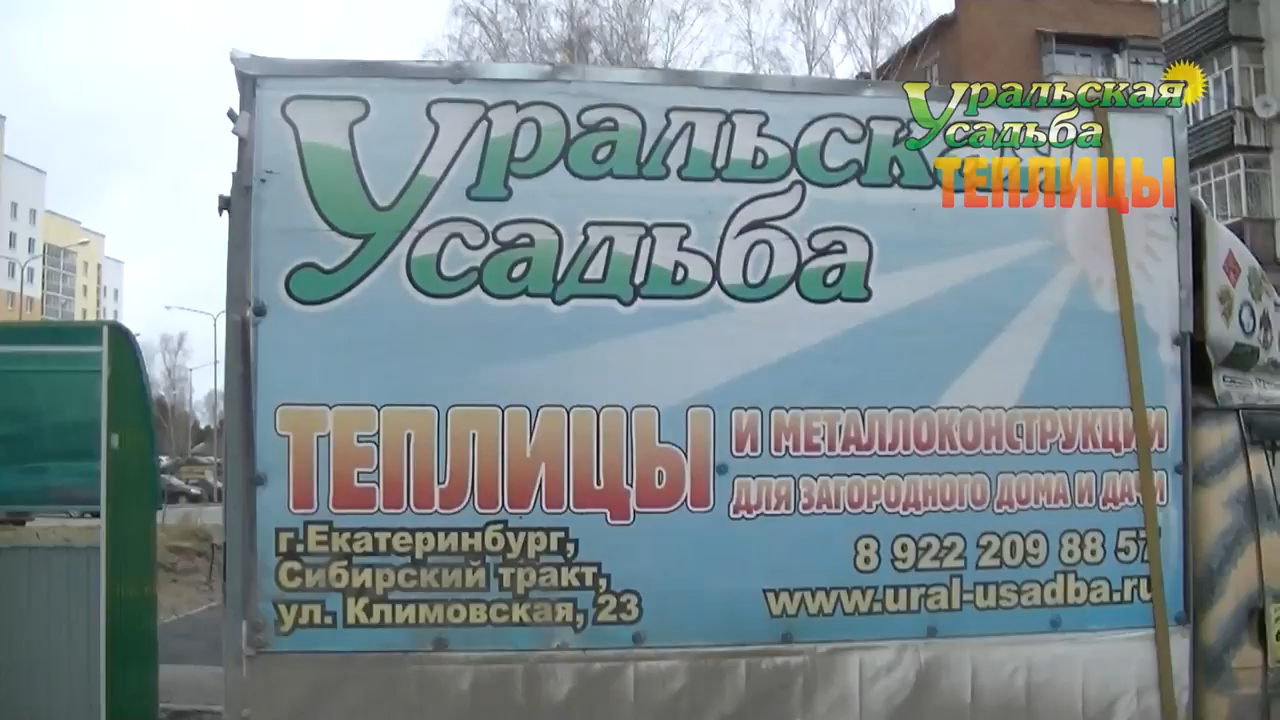 Уральская
Усадьба
ТЕПЛИЦЫ
Уральская
Усадьба
ТЕПЛИЦЫ
И МЕТАЛЛОКОНСТРУКЦИИ
ДЛЯ ЗАГОРОДНОГО ДОМА И ДАЧИ
г.Екатеринбург,
Сибирский тракт,
ул. Климовская, 23
8 922 209 88 57
www.ural-usadba.ru